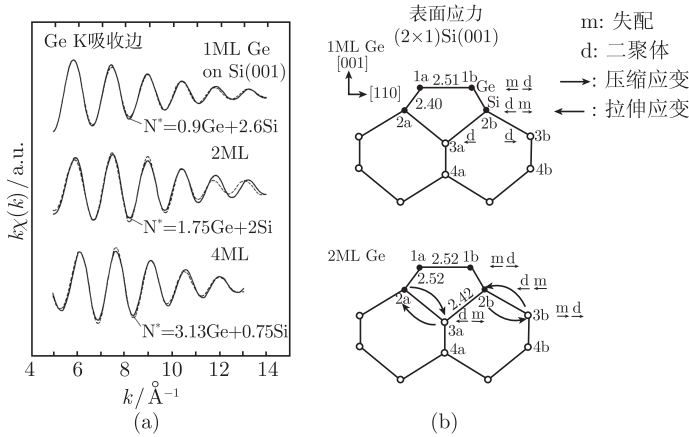 Ge K吸收边
1ML Ge
on Si(001)
N*=0.9Ge+2.6Si
2ML
N*=1.75Ge+2Si
4ML
N*=3.13Ge+0.75Si
kχ(k)/a.u.
4 6 8 10 12 14
k/Å⁻¹
(a)
表面应力
(2×1)Si(001)
1ML Ge
[001]
[110]
1a 2.51 1b
Ge m d
2.40
Si
d m
2a
2b
d d
3a
3b
4a
4b
2ML Ge
1a 2.52 1b
m d
2.52
d m
2a
2.42
2b
d m
3a
3b
m d
4a
4b
(b)
m: 失配
d: 二聚体
→: 压缩应变
←: 拉伸应变